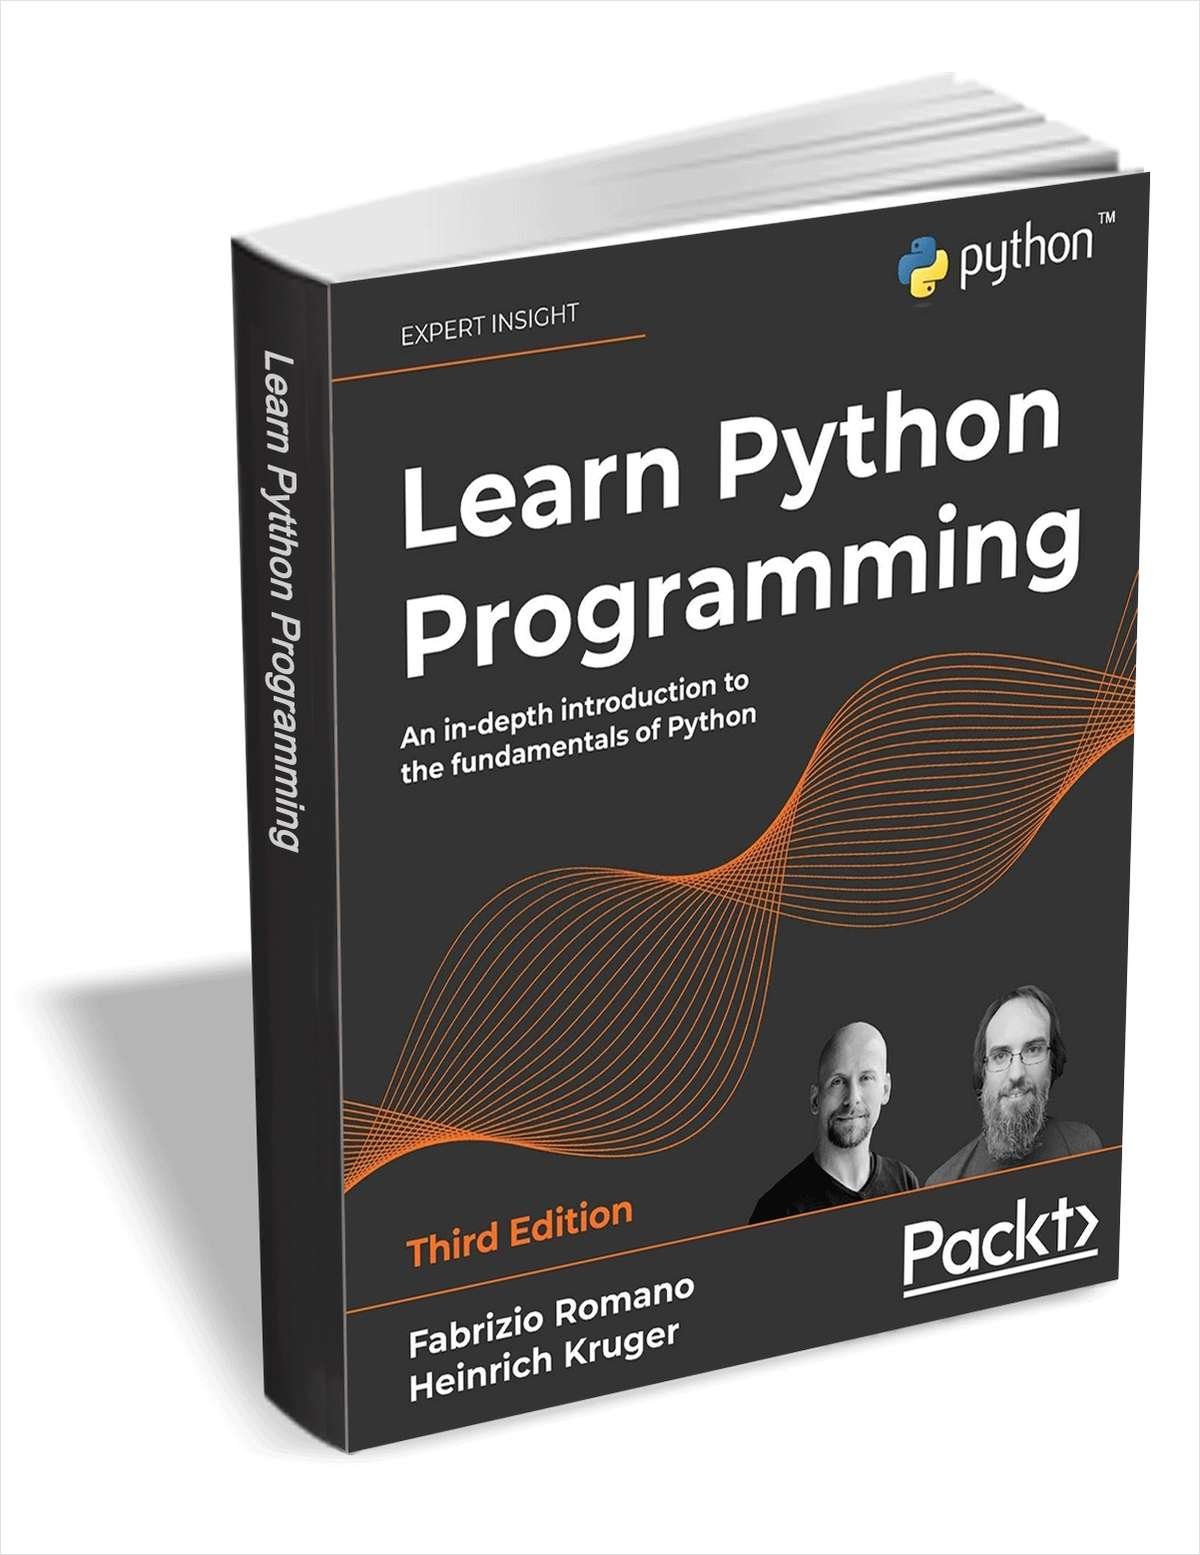 Learn Python Programming
python™
EXPERT INSIGHT
Learn Python
Programming
An in-depth introduction to
the fundamentals of Python
Third Edition
Fabrizio Romano
Heinrich Kruger
Packt